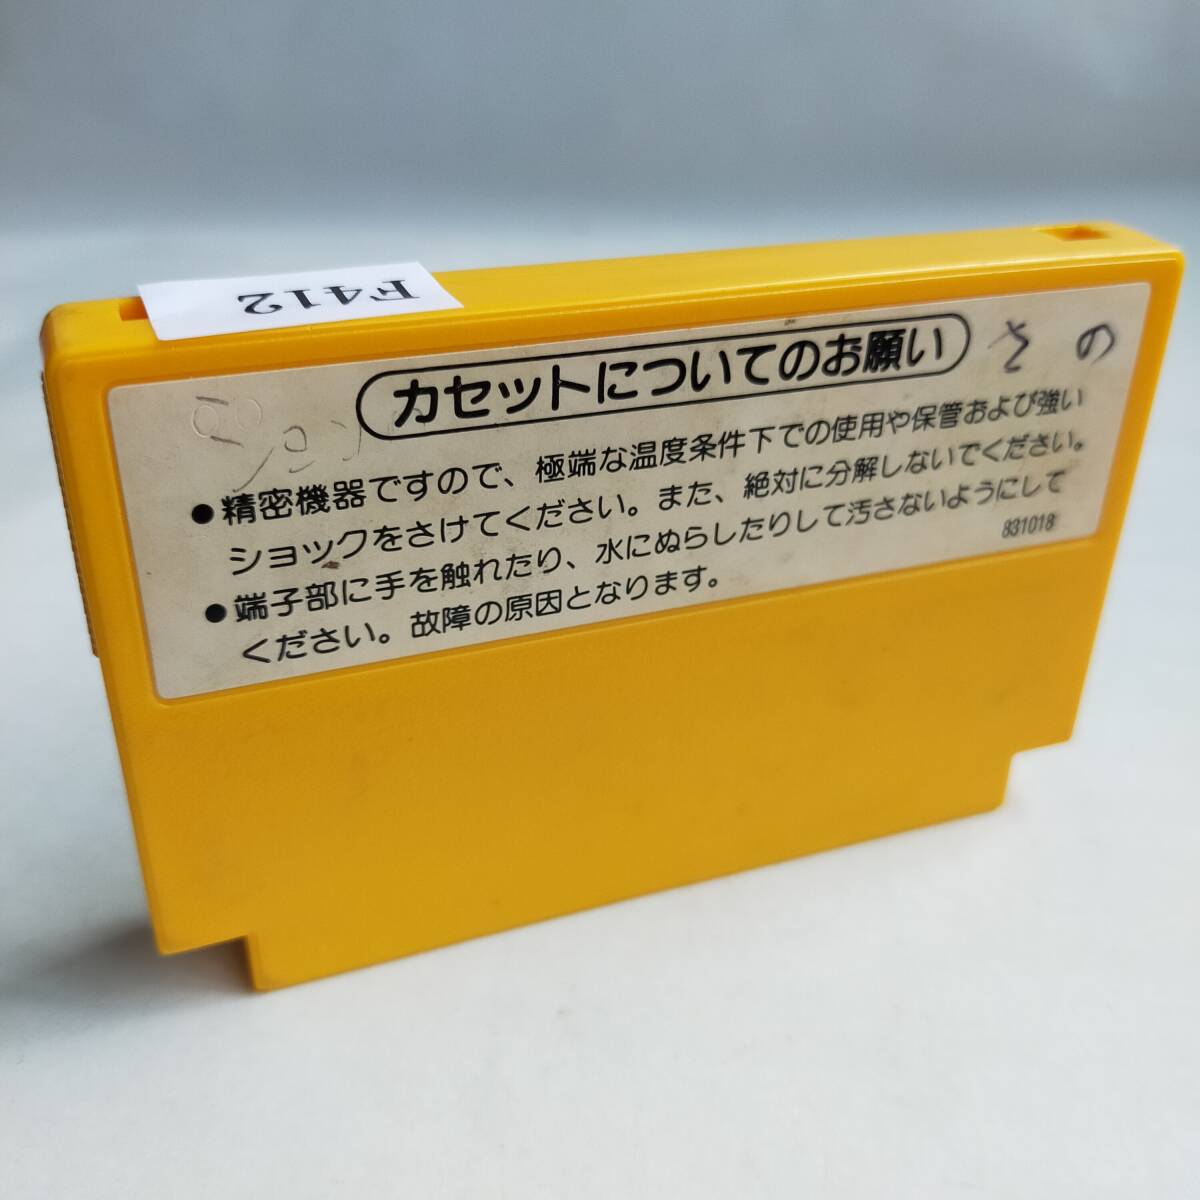 F412
カセットについてのお願い
さの
●精密機器ですので、極端な温度条件下での使用や保管および強い
ショックをさけてください。また、絶対に分解しないでください。
●端子部に手を触れたり、水にぬらしたりして汚さないようにして
ください。故障の原因となります。
831018